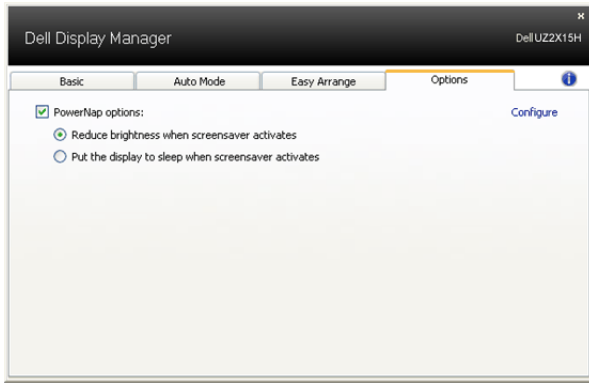 Dell Display Manager
Dell UZ2X15H
Basic
Auto Mode
Easy Arrange
Options
PowerNap options:
Configure
Reduce brightness when screensaver activates
Put the display to sleep when screensaver activates